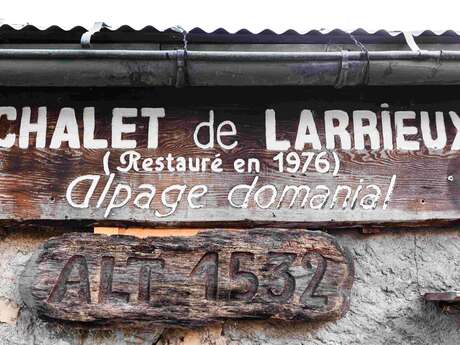 CHALET de LARRiEUX
(Restauré en 1976)
alpage domanial
ALT 1532